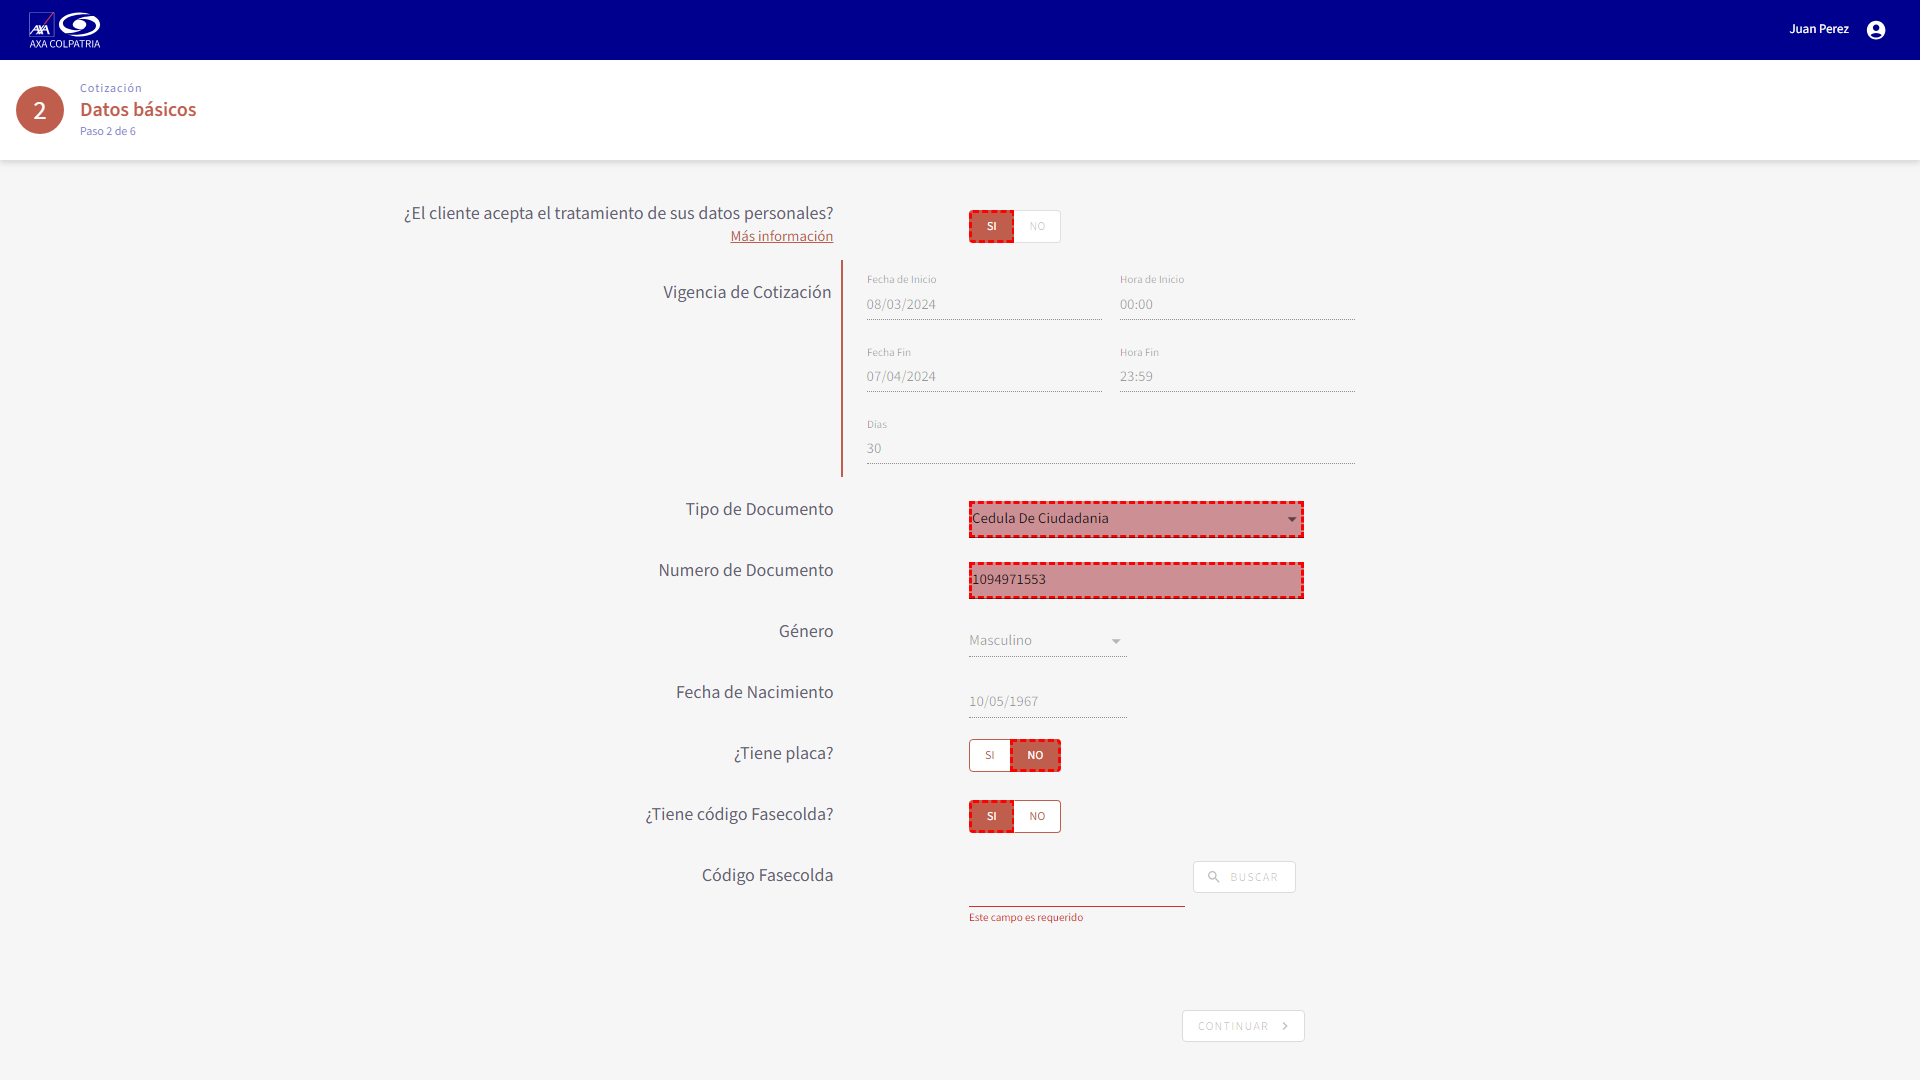 AXA COLPATRIA
Juan Perez
2
Cotización
Datos básicos
Paso 2 de 6
¿El cliente acepta el tratamiento de sus datos personales?
Más información
SI NO
Vigencia de Cotización
Fecha de Inicio Hora de Inicio
08/03/2024 00:00
Fecha Fin Hora Fin
07/04/2024 23:59
Días
30
Tipo de Documento Cedula De Ciudadania
Numero de Documento 1094971553
Género Masculino
Fecha de Nacimiento 10/05/1967
¿Tiene placa? SI NO
¿Tiene código Fasecolda? SI NO
Código Fasecolda BUSCAR
Este campo es requerido
CONTINUAR